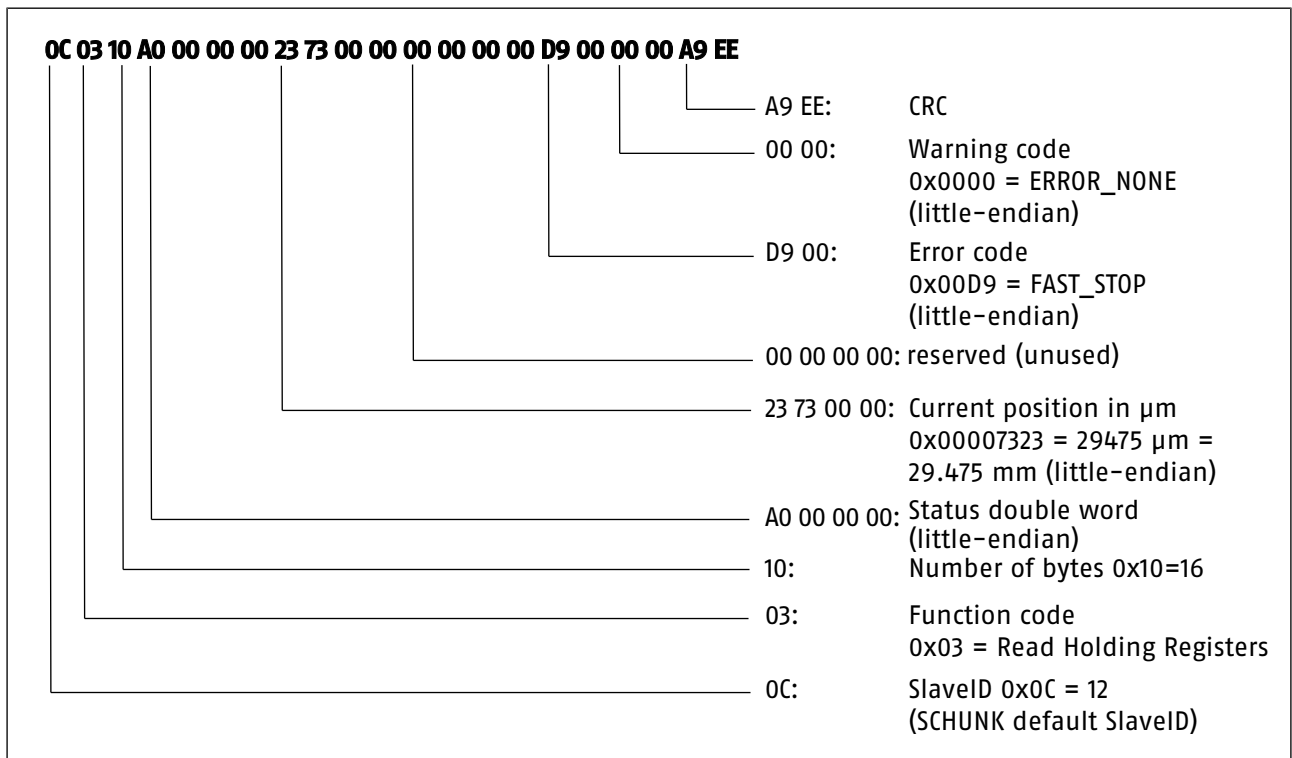 0C 03 10 A0 00 00 00 23 73 00 00 00 00 00 00 D9 00 00 00 A9 EE
A9 EE: CRC
00 00: Warning code
0x0000 = ERROR_NONE
(little-endian)
D9 00: Error code
0x00D9 = FAST_STOP
(little-endian)
00 00 00 00: reserved (unused)
23 73 00 00: Current position in µm
0x00007323 = 29475 µm =
29.475 mm (little-endian)
A0 00 00 00: Status double word
(little-endian)
10: Number of bytes 0x10=16
03: Function code
0x03 = Read Holding Registers
0C: SlaveID 0x0C = 12
(SCHUNK default SlaveID)